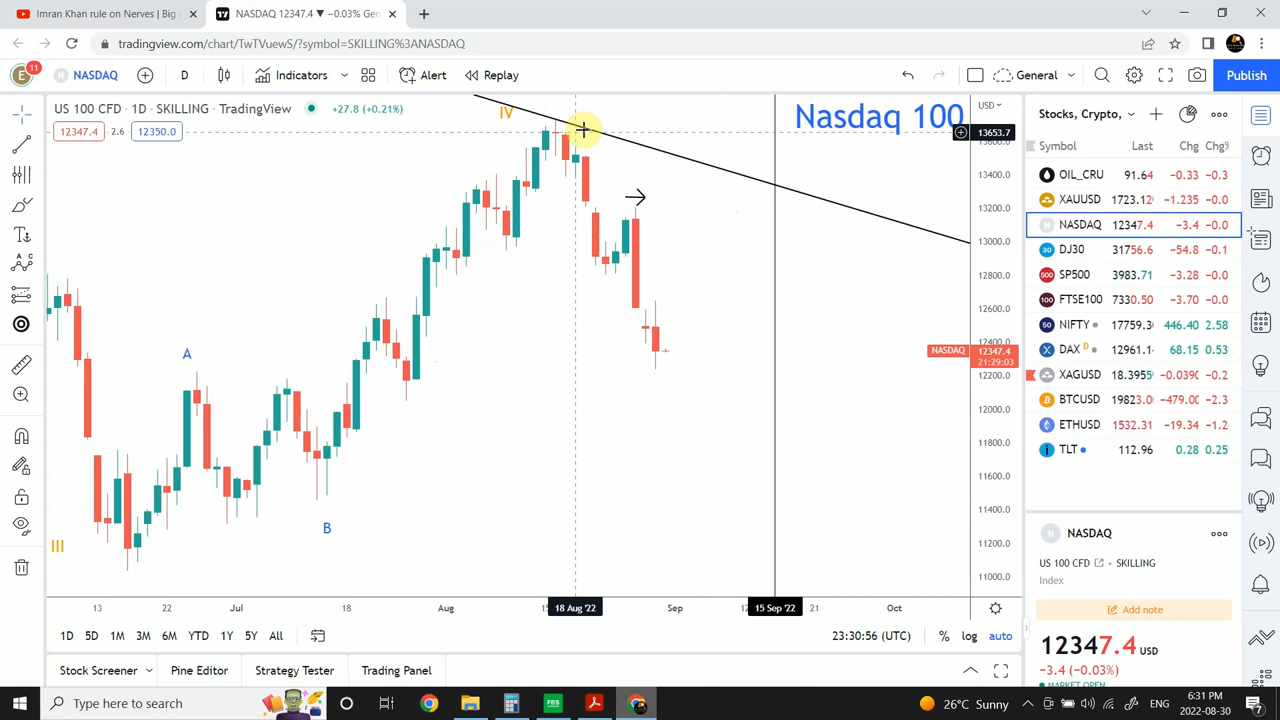 Imran Khan rule on Nerves | Big
NASDAQ 12347.4 ▼ −0.03% Gen
tradingview.com/chart/TwTVuewS/?symbol=SKILLING%3ANASDAQ
E 11 NASDAQ D Indicators Alert Replay General Publish
US 100 CFD · 1D · SKILLING · TradingView +27.8 (+0.21%)
12347.4 2.6 12350.0
IV
Nasdaq 100
A
B
III
USD
13653.7
13600.0
13400.0
13200.0
13000.0
12800.0
12600.0
12400.0
NASDAQ 12347.4
21:29:03
12200.0
12000.0
11800.0
11600.0
11400.0
11200.0
11000.0
13 22 Jul 18 Aug 18 Aug '22 Sep 15 Sep '22 21 Oct
1D 5D 1M 3M 6M YTD 1Y 5Y All 23:30:56 (UTC) % log auto
Stock Screener Pine Editor Strategy Tester Trading Panel
Stocks, Crypto,
Symbol Last Chg Chg%
OIL_CRU 91.64 −0.33 −0.3
XAUUSD 1723.12 −1.235 −0.0
NASDAQ 12347.4 −3.4 −0.0
DJ30 31756.6 −54.8 −0.1
SP500 3983.71 −3.28 −0.0
FTSE100 7330.50 −3.70 −0.0
NIFTY 17759.3 446.40 2.58
DAX D 12961.1 68.15 0.53
XAGUSD 18.3955 −0.039 −0.2
BTCUSD 19823.0 −479.00 −2.3
ETHUSD 1532.31 −19.34 −1.2
TLT 112.96 0.28 0.25
NASDAQ
US 100 CFD · SKILLING
Index
Add note
12347.4 USD
−3.4 (−0.03%)
MARKET OPEN
Type here to search
26°C Sunny
ENG
6:31 PM
2022-08-30
7